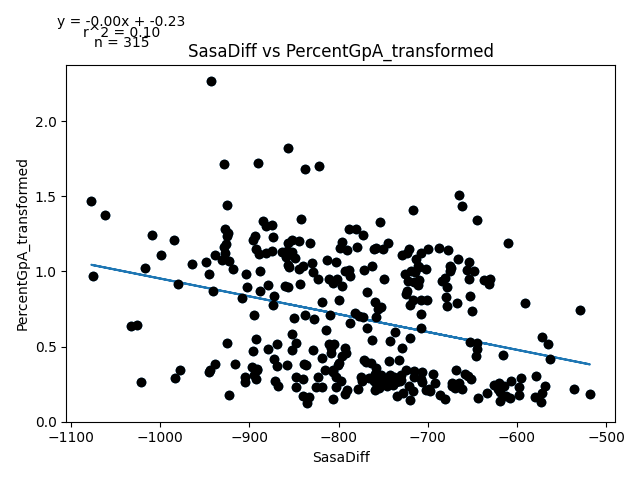 y = -0.00x + -0.23
r^2 = 0.10
n = 315
SasaDiff vs PercentGpA_transformed
PercentGpA_transformed
2.0
1.5
1.0
0.5
0.0
−1100 −1000 −900 −800 −700 −600 −500
SasaDiff